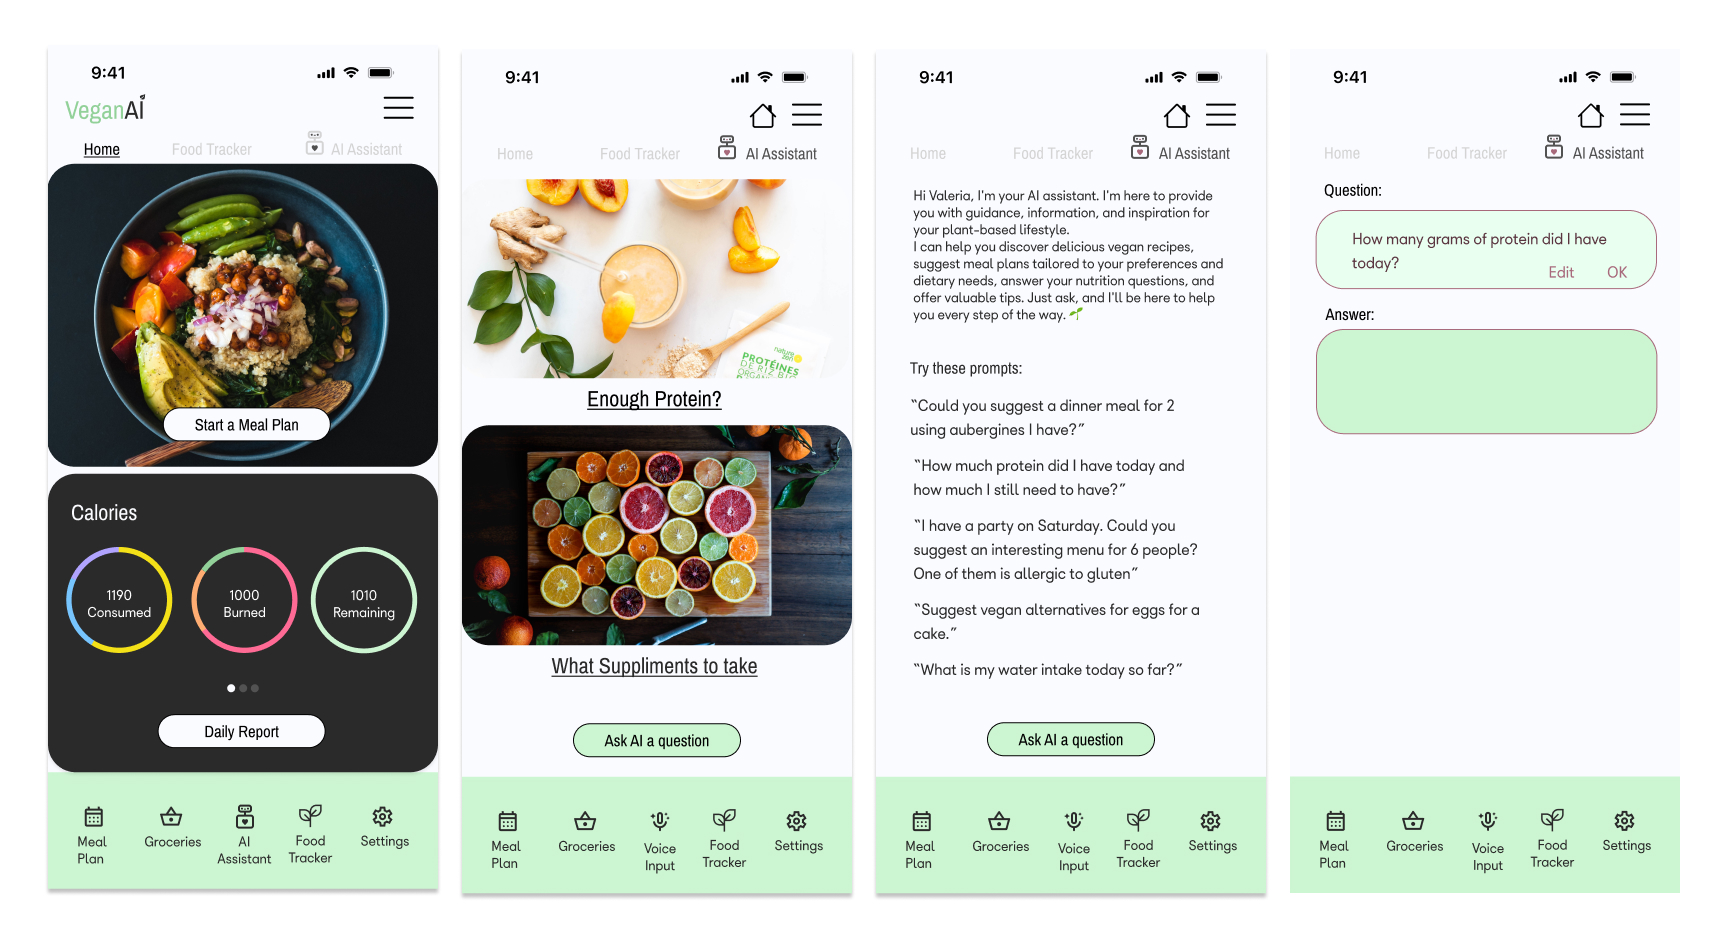 9:41
VeganAI
Home
Food Tracker
AI Assistant
Start a Meal Plan
Calories
1190
Consumed
1000
Burned
1010
Remaining
Daily Report
Meal
Plan
Groceries
AI
Assistant
Food
Tracker
Settings
9:41
Home
Food Tracker
AI Assistant
nature
zen
PROTÉINES
DE RIZ BIO
ORGANIC
Enough Protein?
What Suppliments to take
Ask AI a question
Meal
Plan
Groceries
Voice
Input
Food
Tracker
Settings
9:41
Home
Food Tracker
AI Assistant
Hi Valeria, I'm your AI assistant. I'm here to provide
you with guidance, information, and inspiration for
your plant-based lifestyle.
I can help you discover delicious vegan recipes,
suggest meal plans tailored to your preferences and
dietary needs, answer your nutrition questions, and
offer valuable tips. Just ask, and I'll be here to help
you every step of the way. 🌱
Try these prompts:
“Could you suggest a dinner meal for 2
using aubergines I have?”
“How much protein did I have today and
how much I still need to have?”
“I have a party on Saturday. Could you
suggest an interesting menu for 6 people?
One of them is allergic to gluten”
“Suggest vegan alternatives for eggs for a
cake.”
“What is my water intake today so far?”
Ask AI a question
Meal
Plan
Groceries
Voice
Input
Food
Tracker
Settings
9:41
Home
Food Tracker
AI Assistant
Question:
How many grams of protein did I have
today?
Edit
OK
Answer:
Meal
Plan
Groceries
Voice
Input
Food
Tracker
Settings